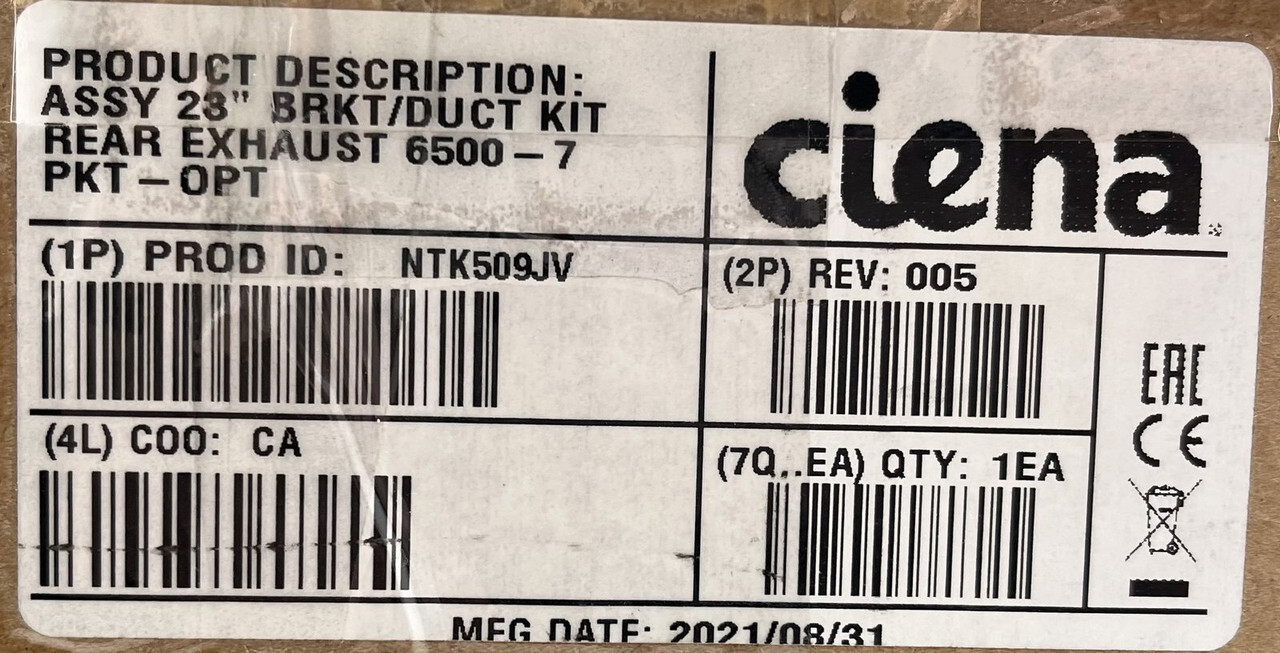 PRODUCT DESCRIPTION:
ASSY 23" BRKT/DUCT KIT
REAR EXHAUST 6500-7
PKT-OPT
ciena
(1P) PROD ID: NTK509JV
(2P) REV: 005
EAC
CE
(4L) COO: CA
(7Q..EA) QTY: 1EA
MFG DATE: 2021/08/31